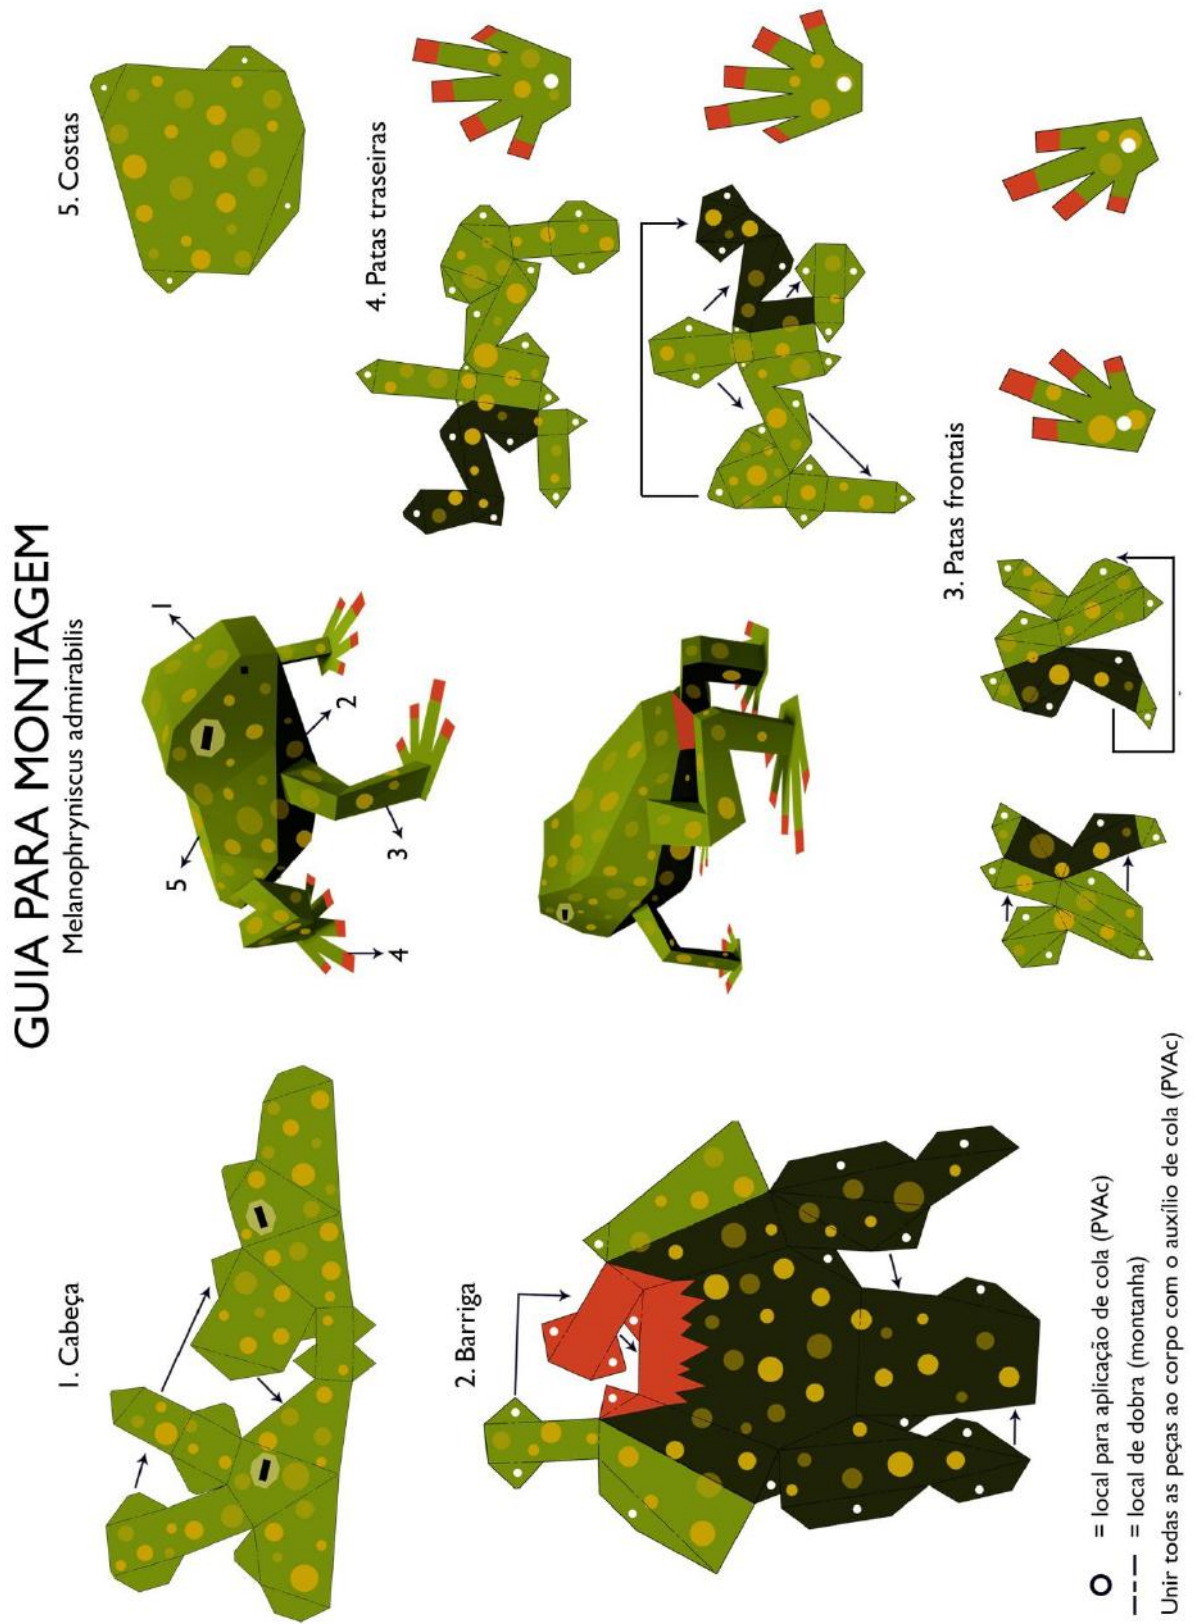 GUIA PARA MONTAGEM
Melanophryniscus admirabilis
1. Cabeça
5
1
2
3
4
5. Costas
4. Patas traseiras
2. Barriga
3. Patas frontais
= local para aplicação de cola (PVAc)
= local de dobra (montanha)
Unir todas as peças ao corpo com o auxílio de cola (PVAc)